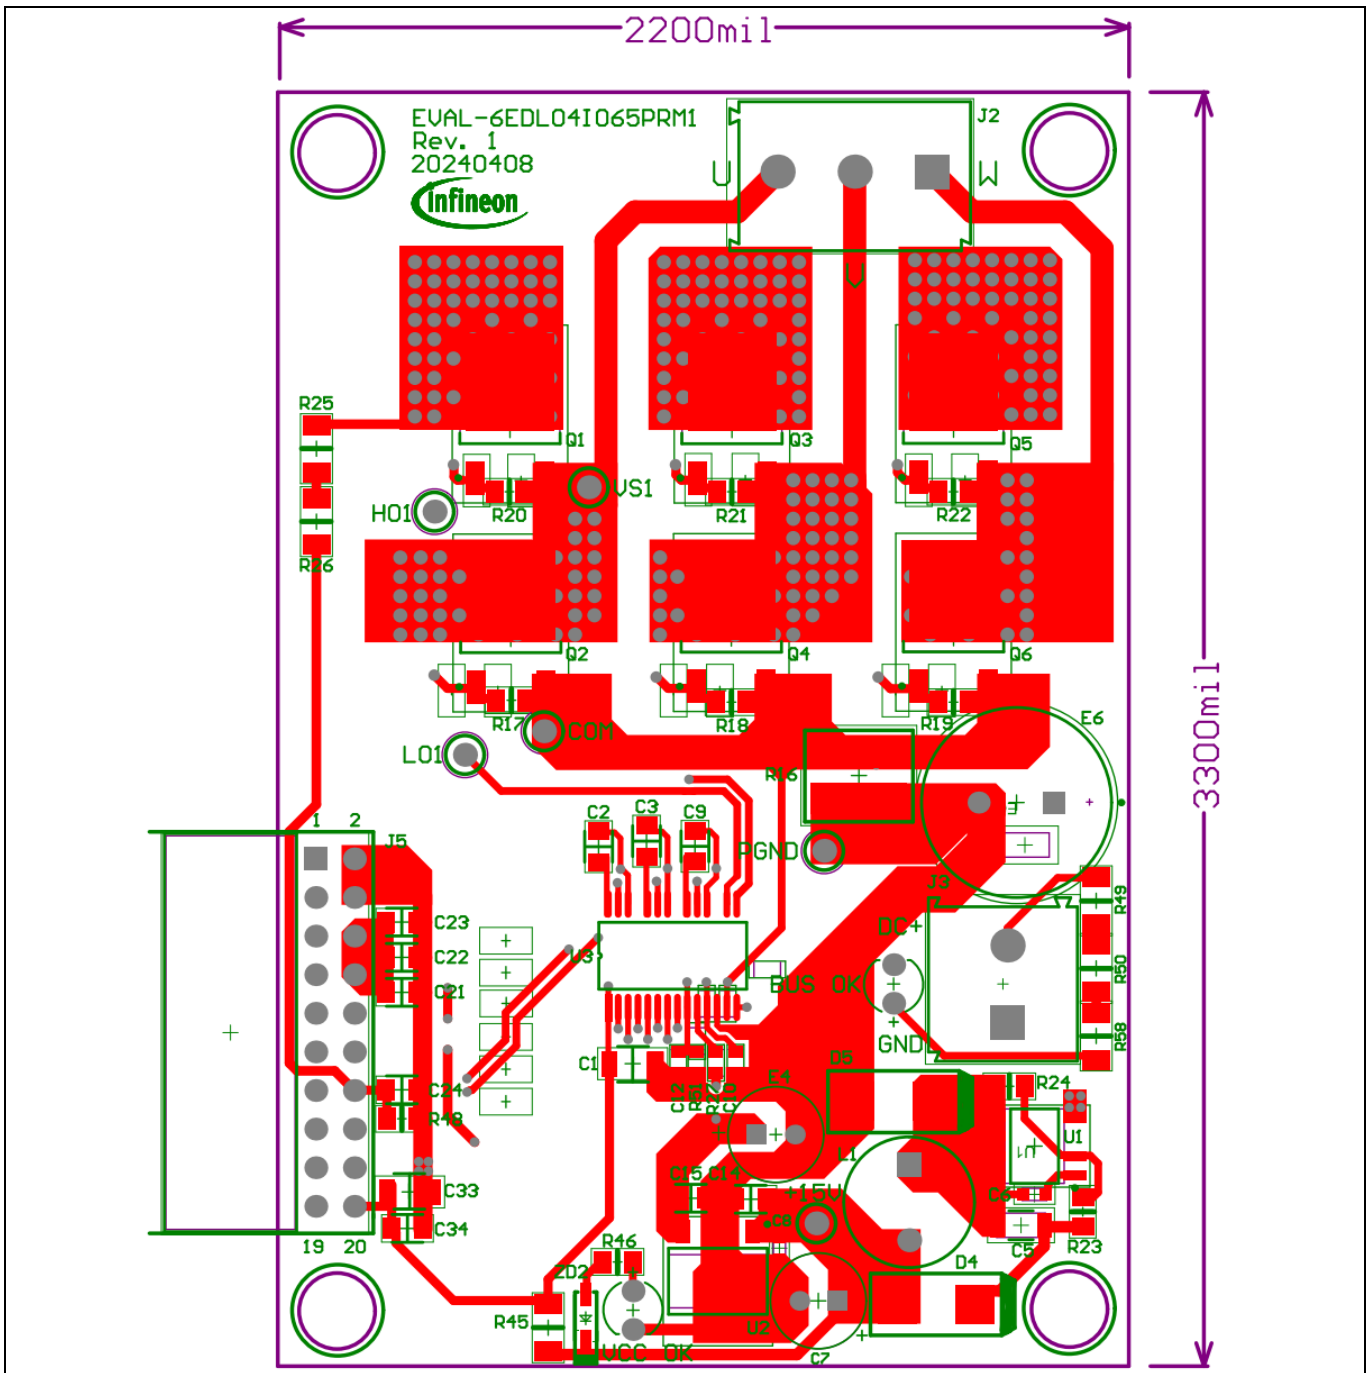 2200mil
EVAL-6EDL04I065PRM1
Rev. 1
20240408
infineon
J2
U
W
V
R25
Q1
Q3
Q5
VS1
HO1
R20
R21
R22
R26
Q2
Q4
Q6
R17
R18
R19
E6
COM
LO1
R16
3300mil
1
2
C2
C3
C9
J5
PGND
J3
R49
C23
DC+
C22
U3
R50
BUS OK
C21
GND
R58
C1
D5
C12
R51
C10
E4
R24
C24
R48
U1
U1
L1
C15
C14
+15V
C6
C33
C8
C34
C5
R23
19
20
R46
ZD2
D4
R45
U2
VCC OK
C7